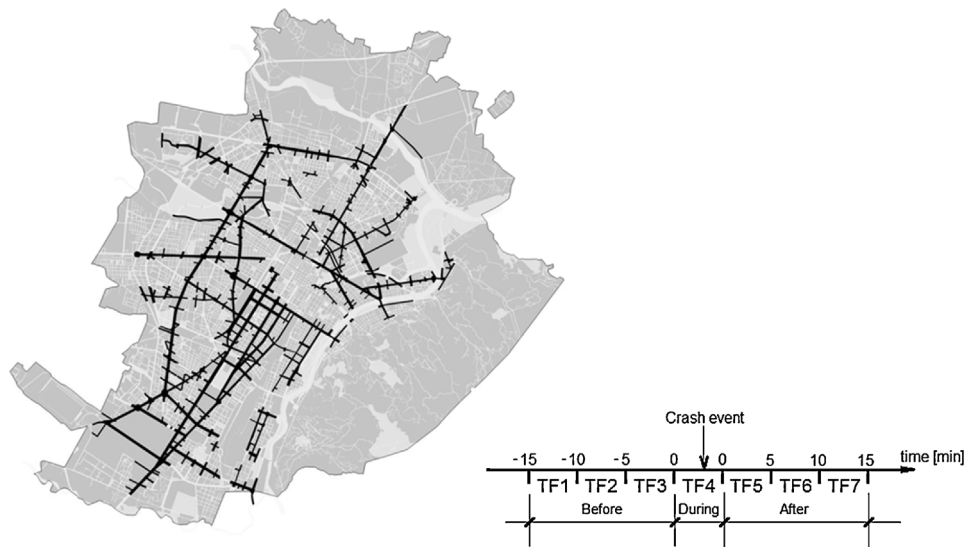 Crash event
-15 -10 -5 0 0 5 10 15 time [min]
TF1 TF2 TF3 TF4 TF5 TF6 TF7
Before During After